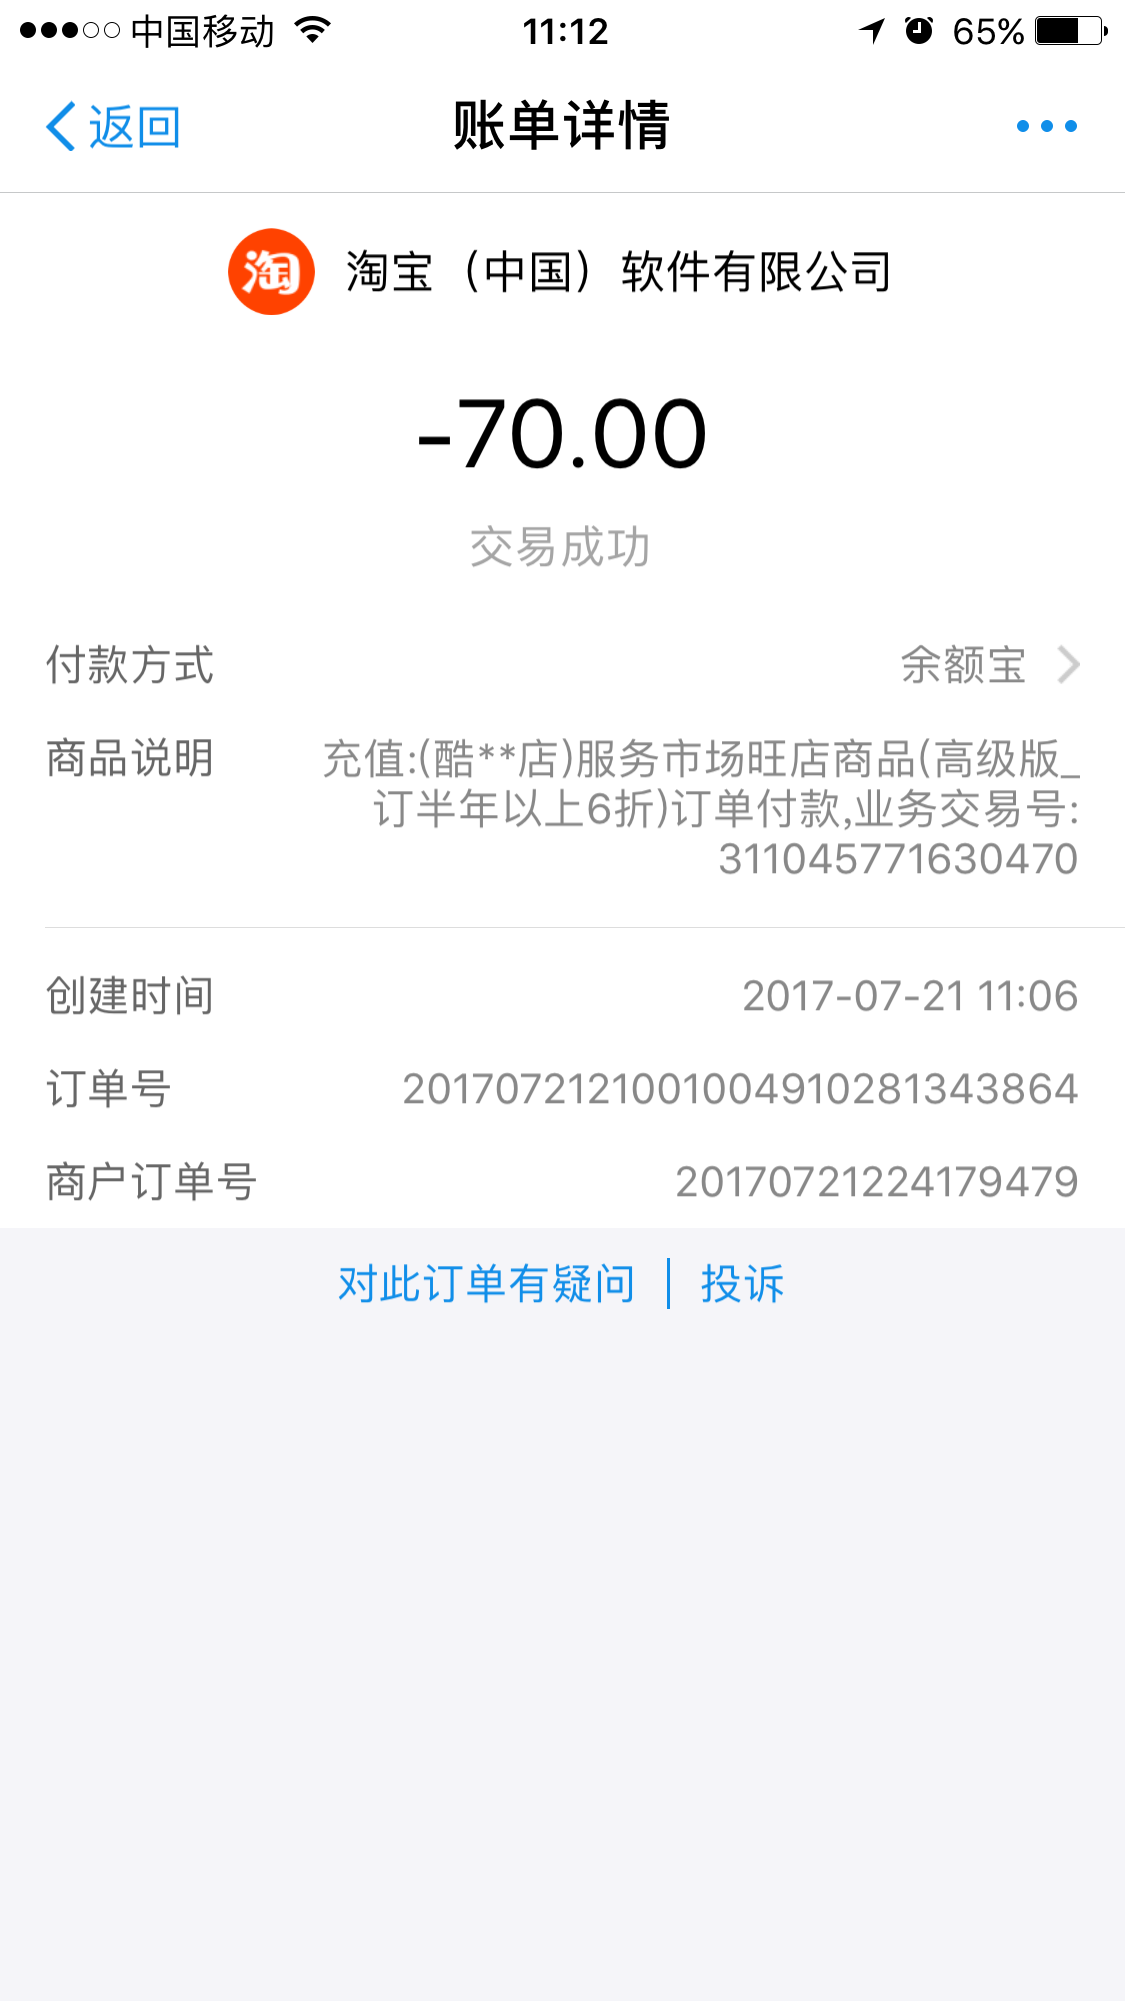 中国移动 11:12 65%
返回 账单详情
淘 淘宝（中国）软件有限公司
-70.00
交易成功
付款方式 余额宝
商品说明 充值:(酷**店)服务市场旺店商品(高级版_
订半年以上6折)订单付款,业务交易号:
311045771630470
创建时间 2017-07-21 11:06
订单号 2017072121001004910281343864
商户订单号 20170721224179479
对此订单有疑问 | 投诉